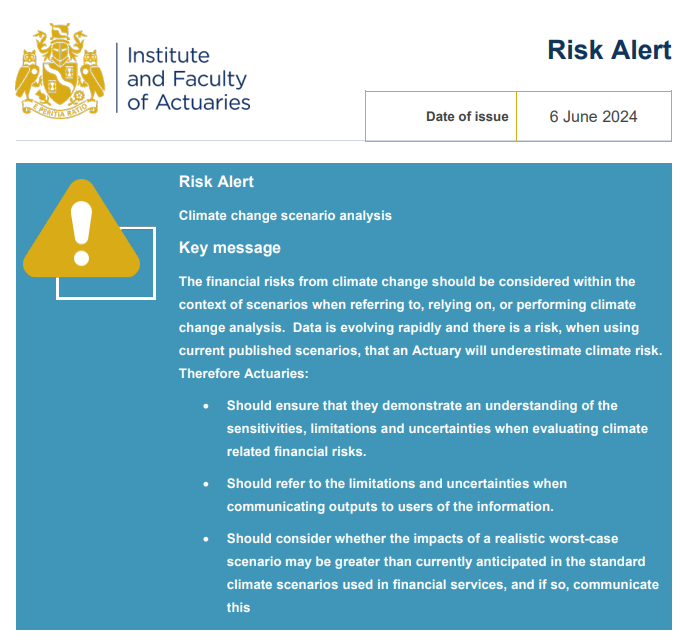 Institute
and Faculty
of Actuaries
E PERITIA RATIO
Risk Alert
Date of issue
6 June 2024
Risk Alert
Climate change scenario analysis
Key message
The financial risks from climate change should be considered within the
context of scenarios when referring to, relying on, or performing climate
change analysis.  Data is evolving rapidly and there is a risk, when using
current published scenarios, that an Actuary will underestimate climate risk.
Therefore Actuaries:
• Should ensure that they demonstrate an understanding of the
sensitivities, limitations and uncertainties when evaluating climate
related financial risks.
• Should refer to the limitations and uncertainties when
communicating outputs to users of the information.
• Should consider whether the impacts of a realistic worst-case
scenario may be greater than currently anticipated in the standard
climate scenarios used in financial services, and if so, communicate
this